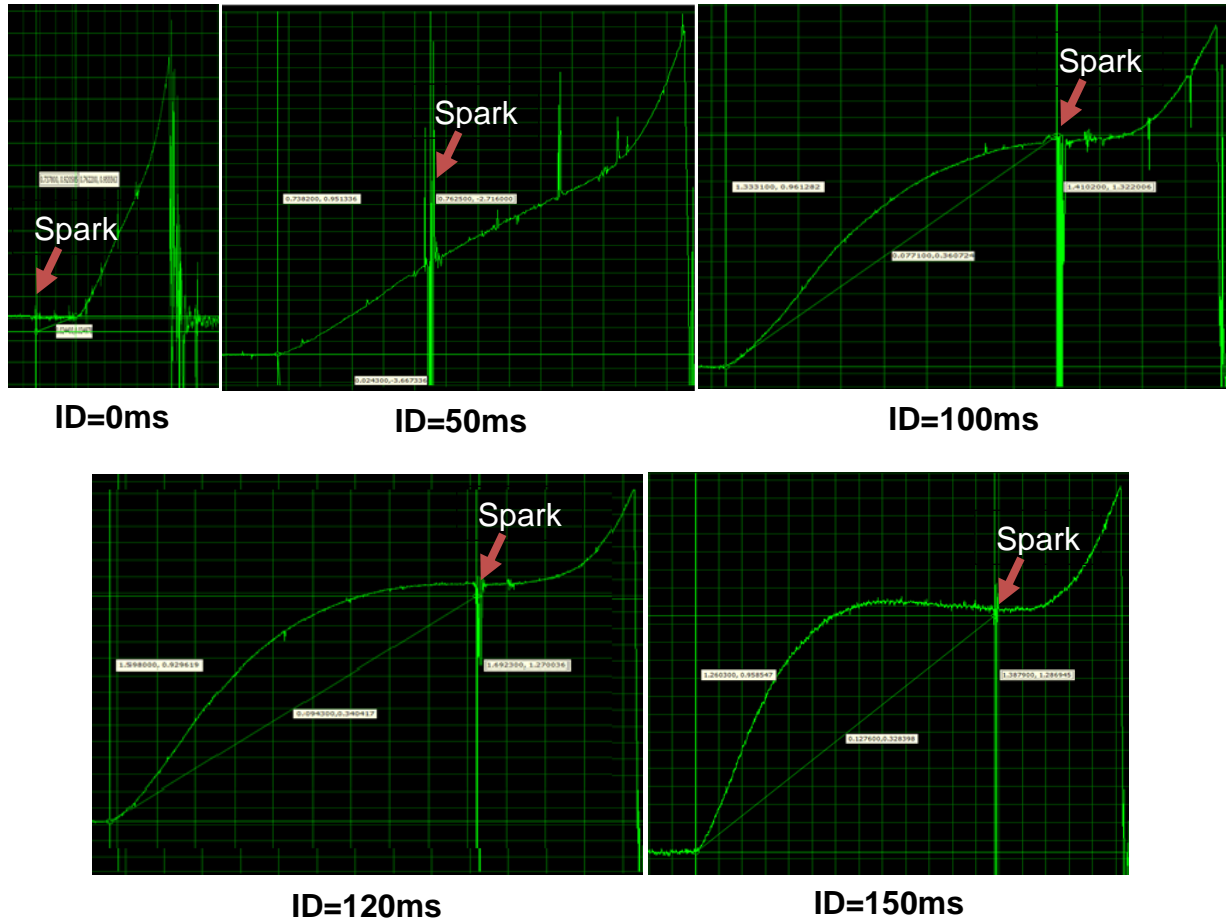 Spark
ID=0ms
Spark
0.738200, 0.951336
0.762500, -2.716000
0.024300,-3.667336
ID=50ms
Spark
1.333100, 0.961282
1.410200, 1.322006
0.077100,0.360724
ID=100ms
Spark
1.598000, 0.929619
1.692300, 1.270036
0.094300,0.340417
ID=120ms
Spark
1.260300, 0.958547
1.387900, 1.286945
0.127600,0.328398
ID=150ms